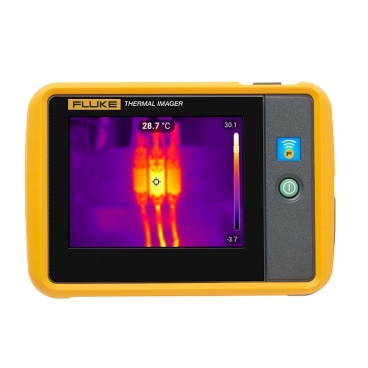 FLUKE THERMAL IMAGER
28.7 °C
30.1
-3.7